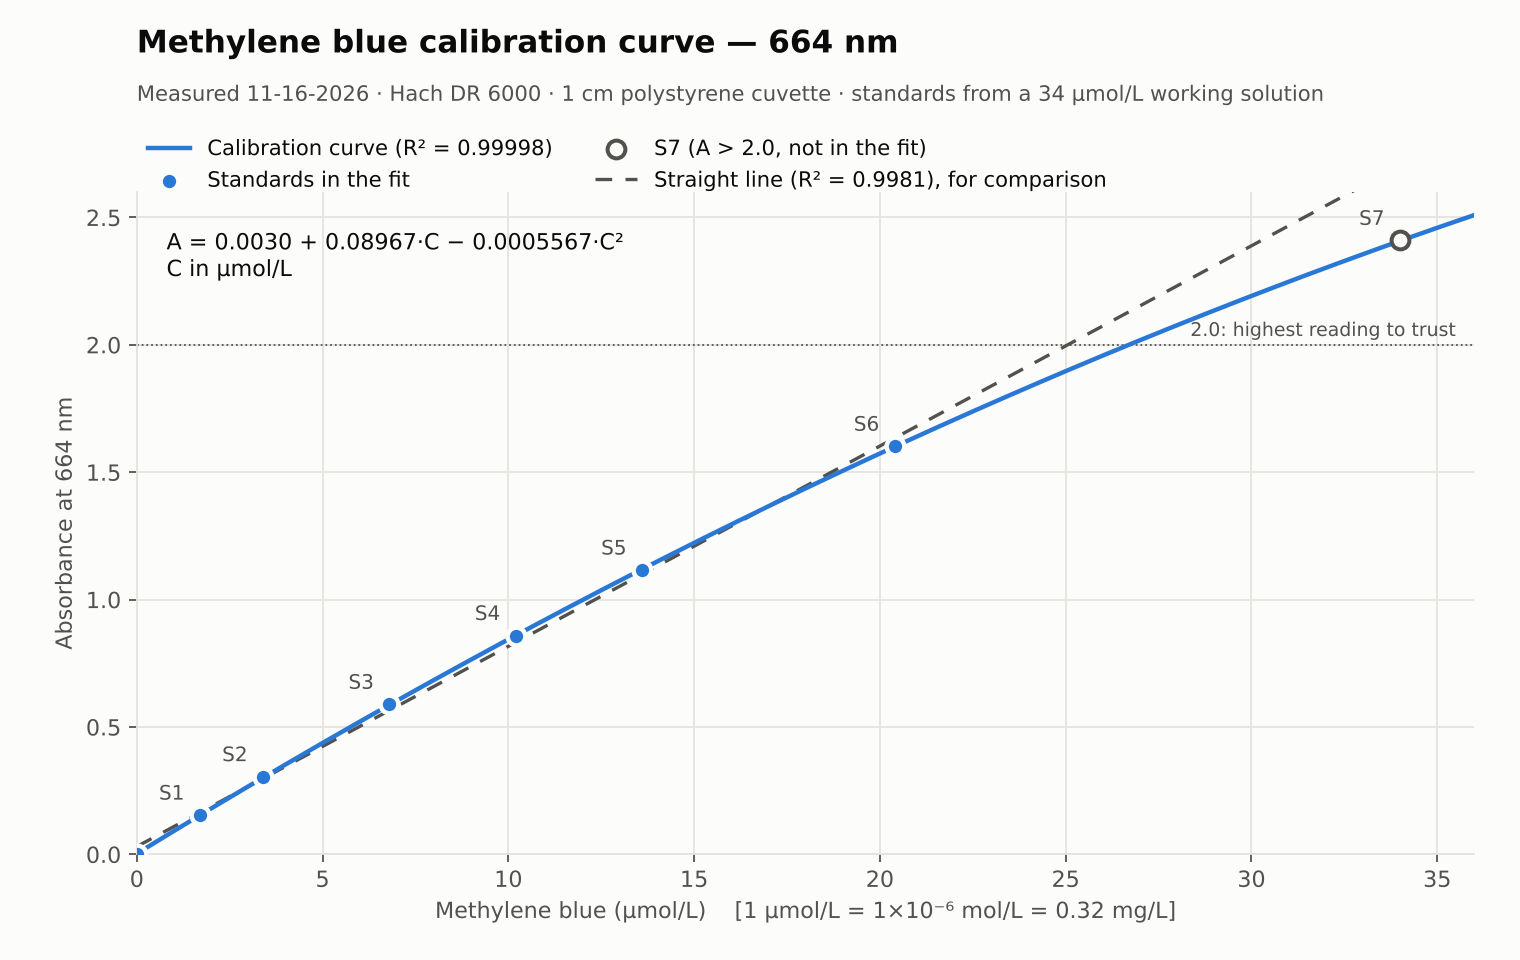 Methylene blue calibration curve — 664 nm
Measured 11-16-2026 · Hach DR 6000 · 1 cm polystyrene cuvette · standards from a 34 µmol/L working solution
Calibration curve (R² = 0.99998)
Standards in the fit
S7 (A > 2.0, not in the fit)
Straight line (R² = 0.9981), for comparison
A = 0.0030 + 0.08967·C − 0.0005567·C²
C in µmol/L
S7
2.0: highest reading to trust
S6
S5
S4
S3
S2
S1
Absorbance at 664 nm
2.5
2.0
1.5
1.0
0.5
0.0
0 5 10 15 20 25 30 35
Methylene blue (µmol/L) [1 µmol/L = 1×10⁻⁶ mol/L = 0.32 mg/L]